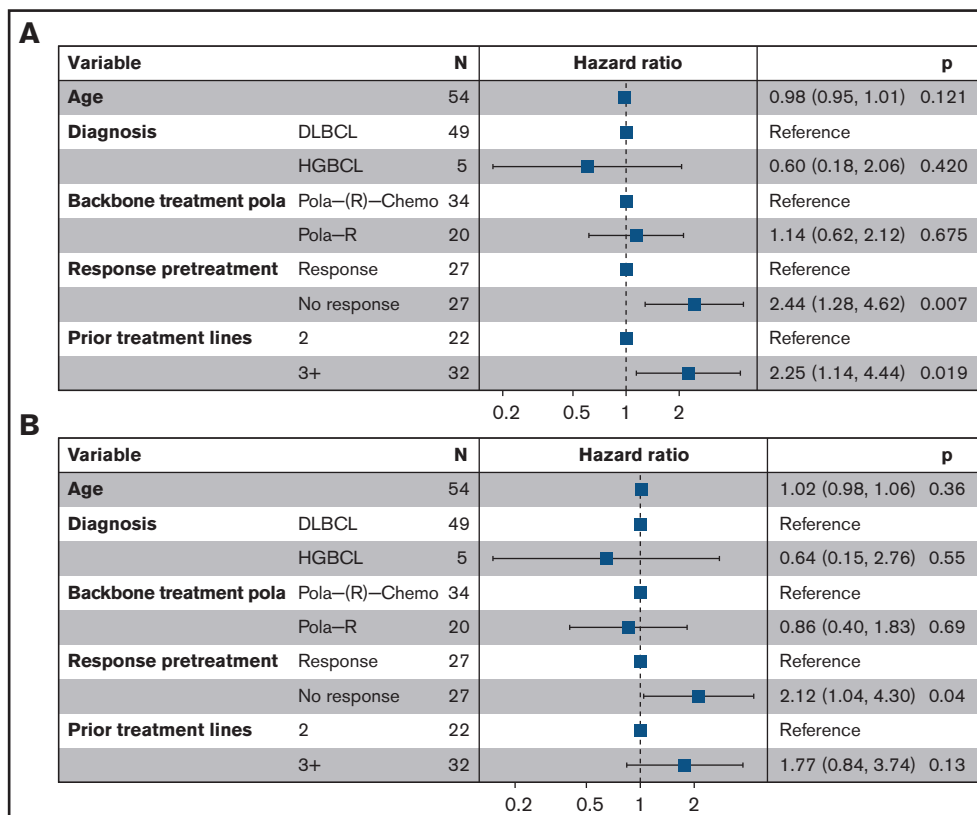 A
Variable N Hazard ratio p
Age 54 0.98 (0.95, 1.01) 0.121
Diagnosis DLBCL 49 Reference
HGBCL 5 0.60 (0.18, 2.06) 0.420
Backbone treatment pola Pola–(R)–Chemo 34 Reference
Pola–R 20 1.14 (0.62, 2.12) 0.675
Response pretreatment Response 27 Reference
No response 27 2.44 (1.28, 4.62) 0.007
Prior treatment lines 2 22 Reference
3+ 32 2.25 (1.14, 4.44) 0.019
0.2 0.5 1 2
B
Variable N Hazard ratio p
Age 54 1.02 (0.98, 1.06) 0.36
Diagnosis DLBCL 49 Reference
HGBCL 5 0.64 (0.15, 2.76) 0.55
Backbone treatment pola Pola–(R)–Chemo 34 Reference
Pola–R 20 0.86 (0.40, 1.83) 0.69
Response pretreatment Response 27 Reference
No response 27 2.12 (1.04, 4.30) 0.04
Prior treatment lines 2 22 Reference
3+ 32 1.77 (0.84, 3.74) 0.13
0.2 0.5 1 2